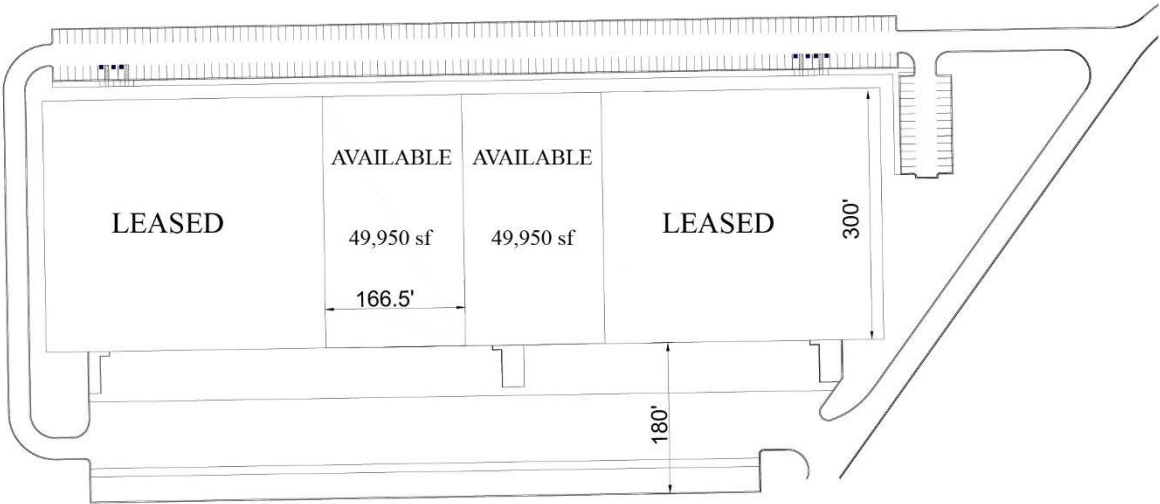 AVAILABLE
AVAILABLE
LEASED
49,950 sf
49,950 sf
LEASED
300'
166.5'
180'